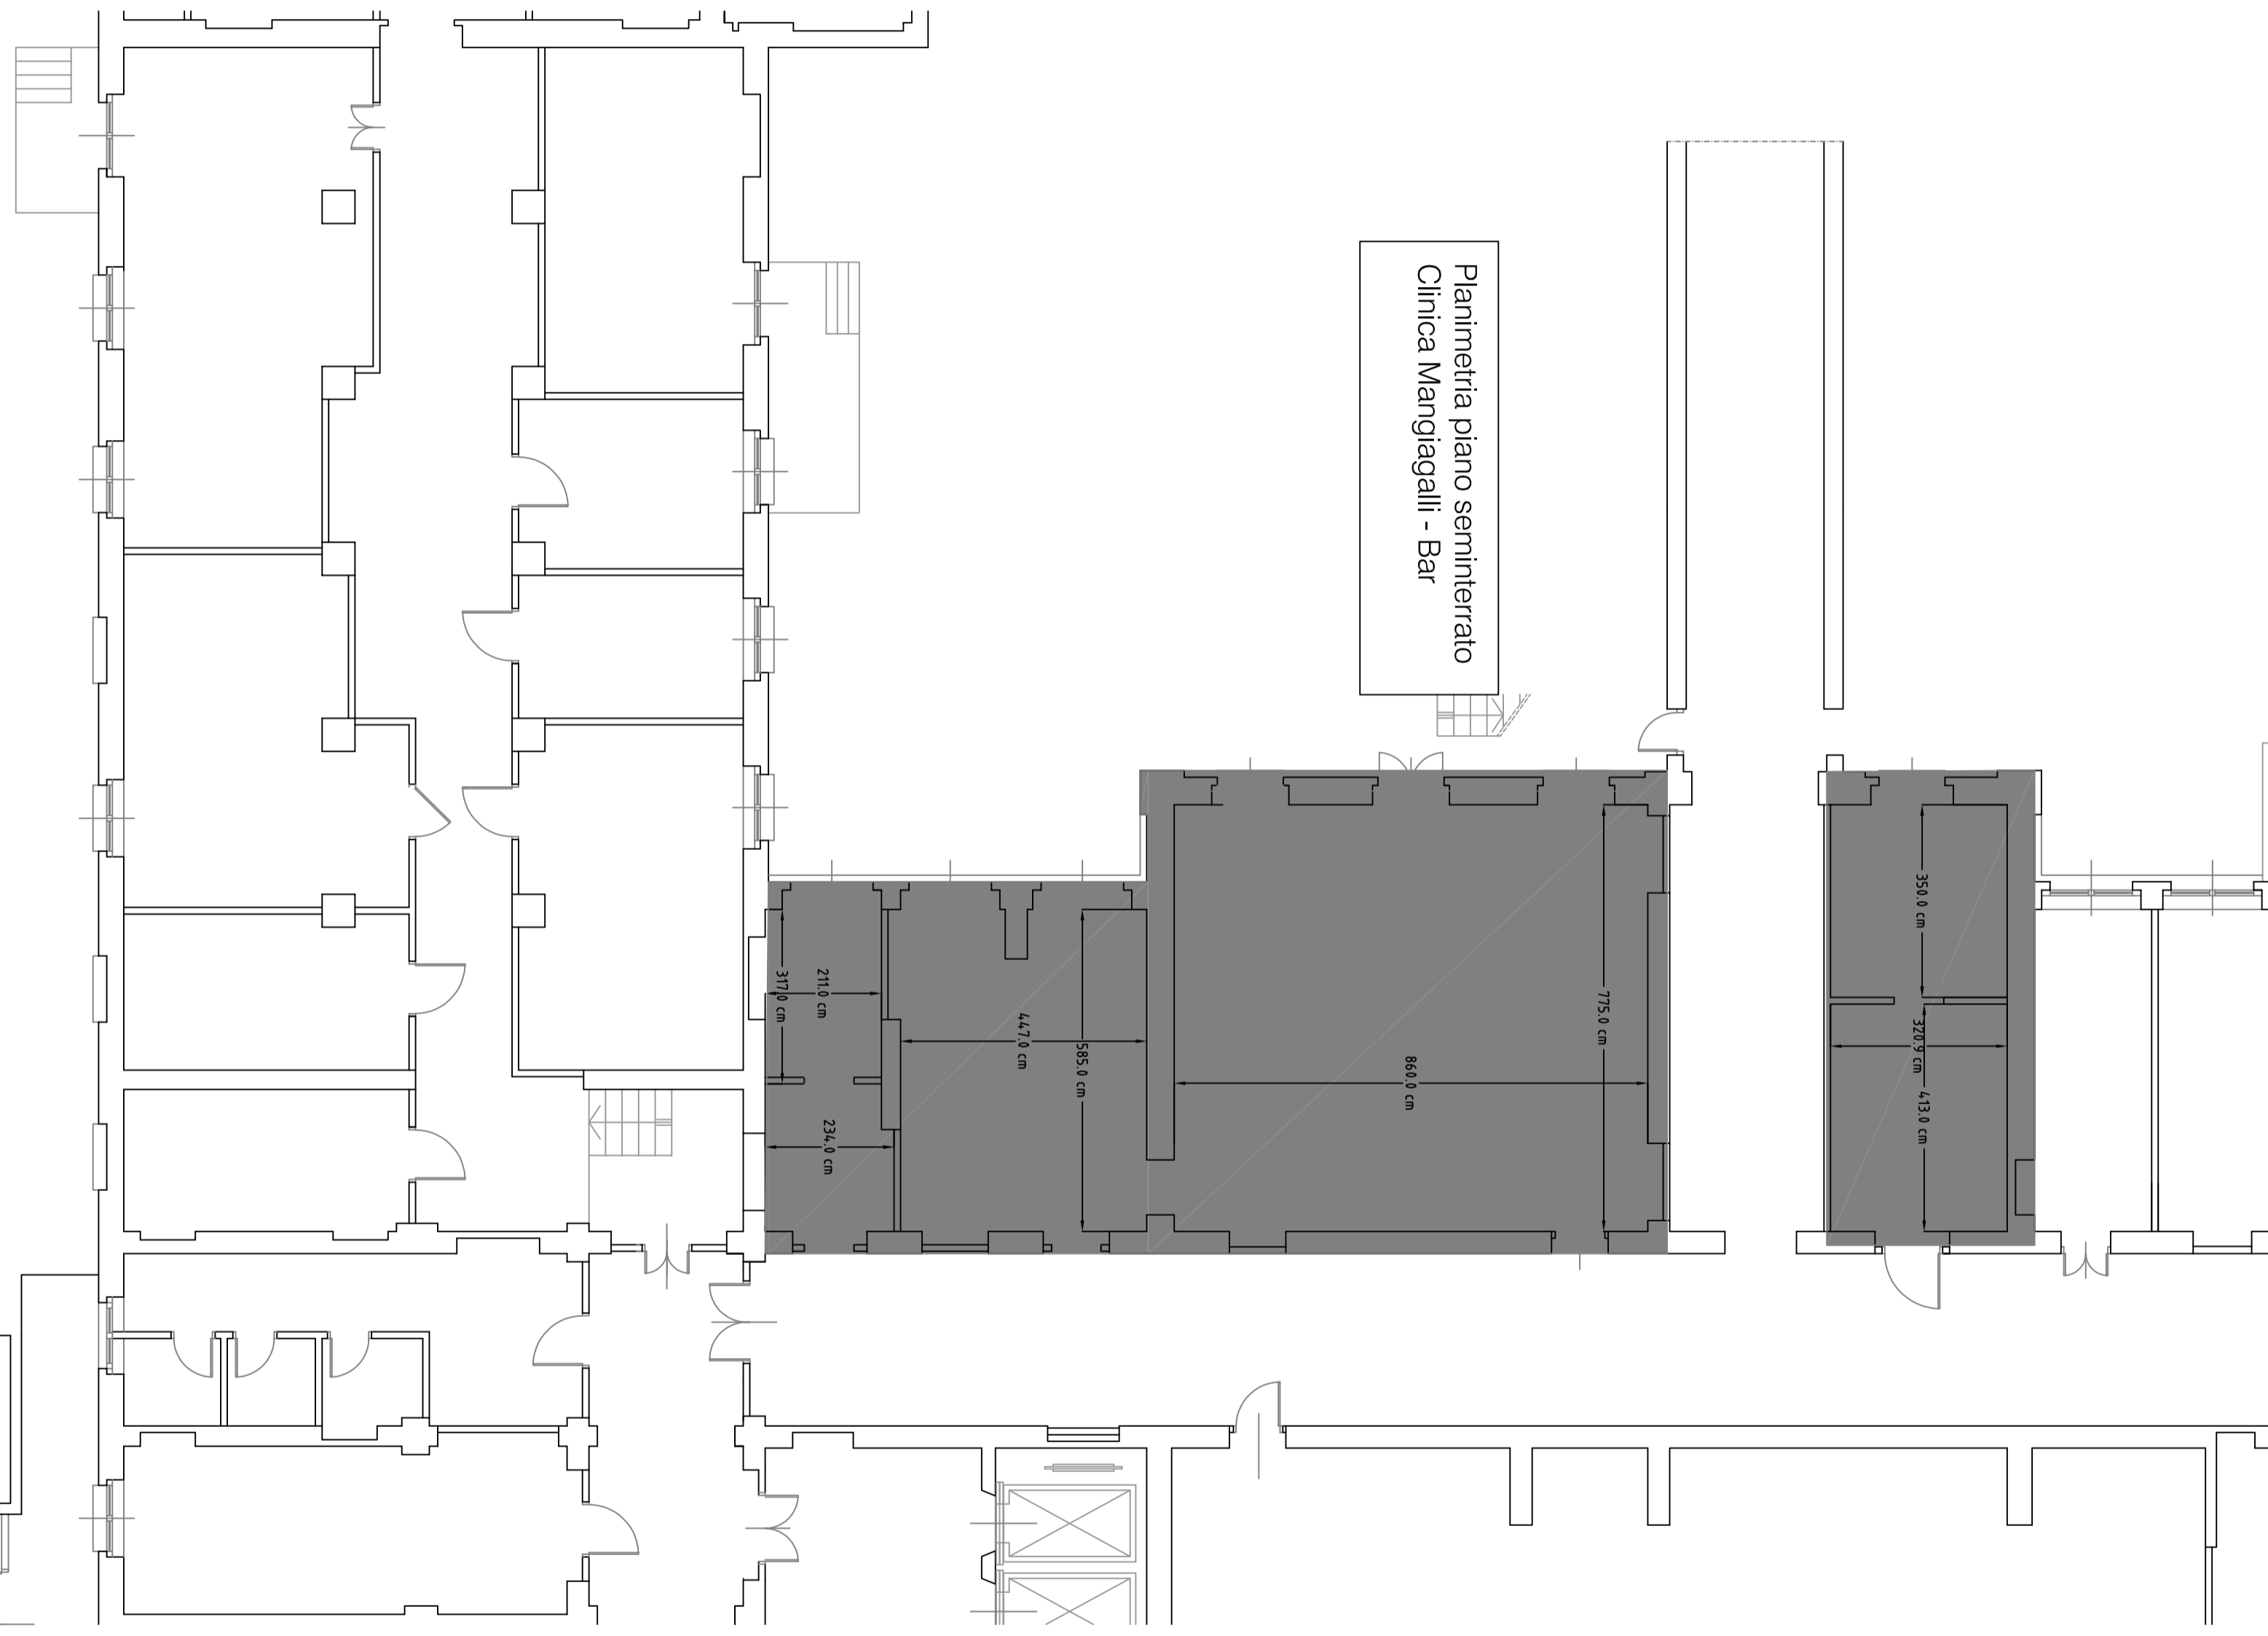 Planimetria piano seminterrato
Clinica Mangiagalli - Bar
350.0 cm
211.0 cm
317.0 cm
775.0 cm
447.0 cm
320.9 cm
585.0 cm
860.0 cm
413.0 cm
234.0 cm